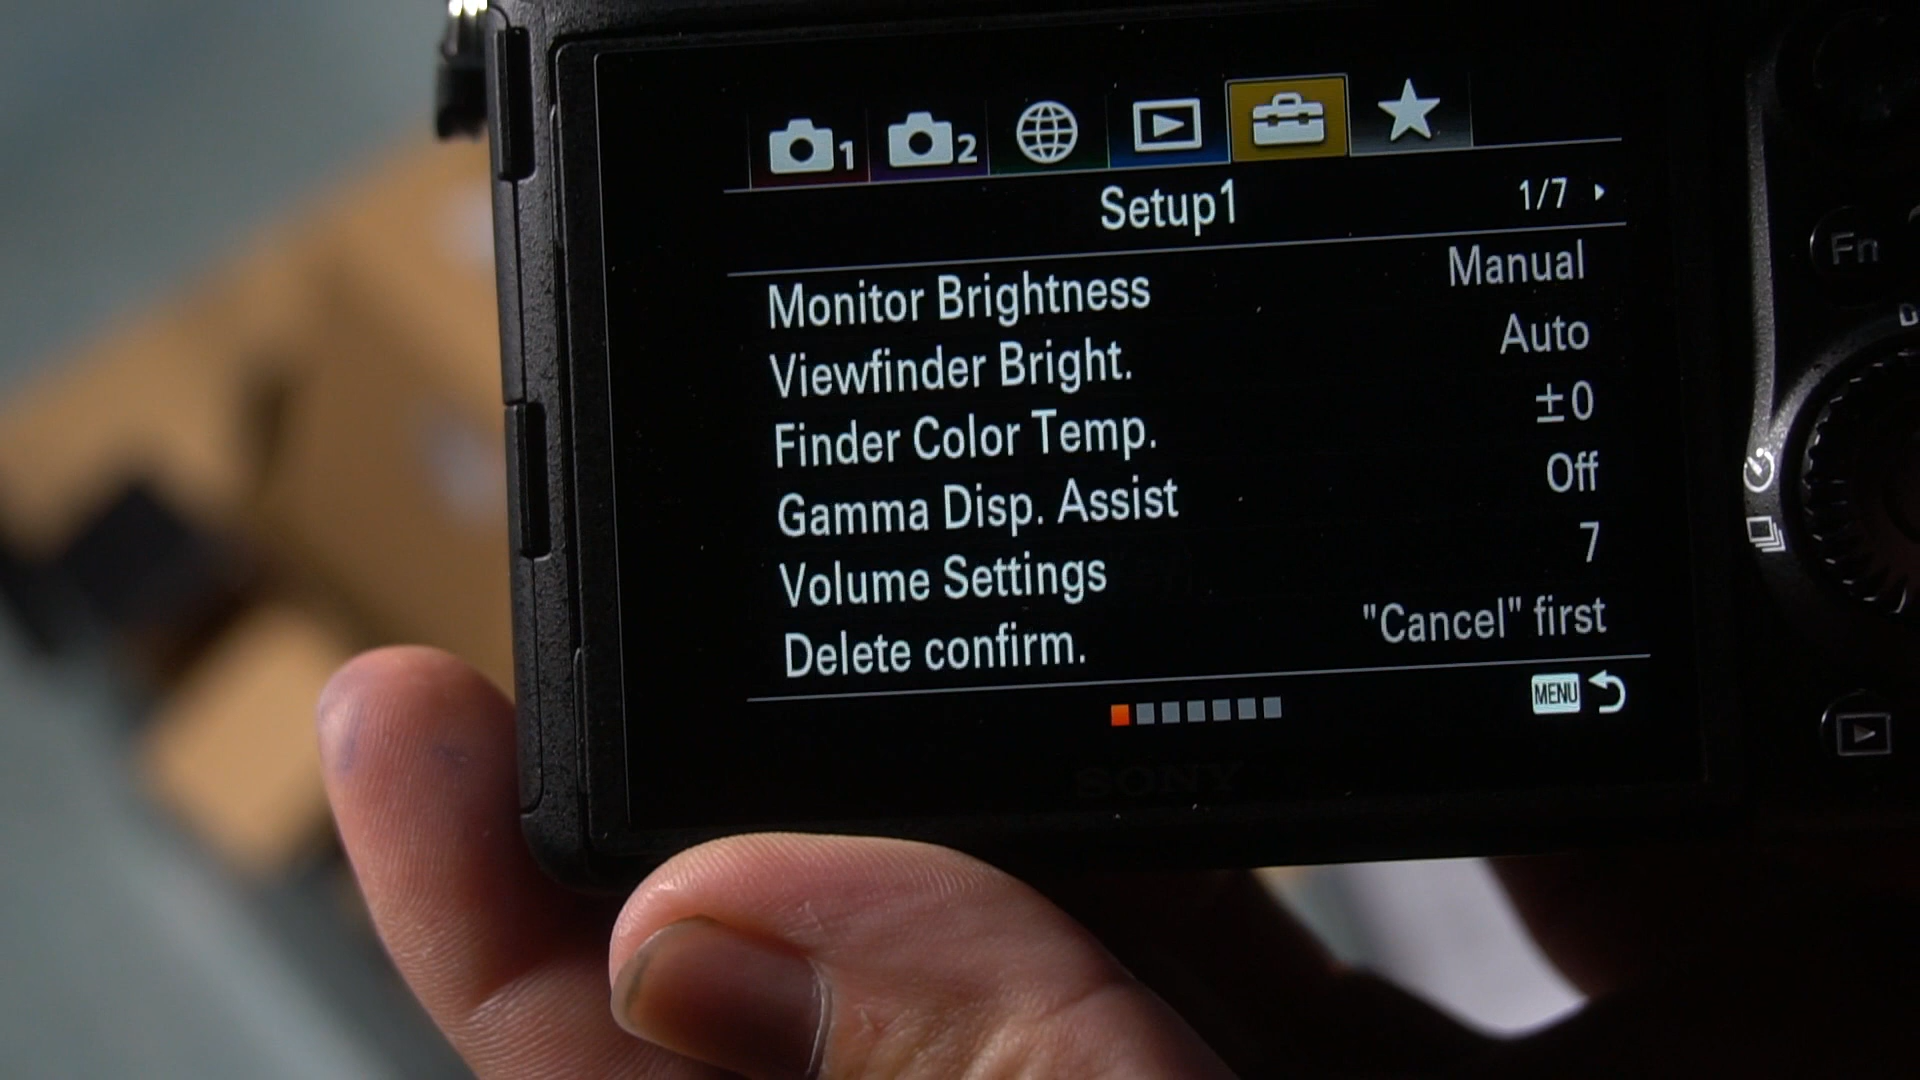 1 2
Setup1 1/7
Monitor Brightness Manual
Viewfinder Bright. Auto
Finder Color Temp. ±0
Gamma Disp. Assist Off
Volume Settings 7
Delete confirm. "Cancel" first
MENU
SONY
Fn